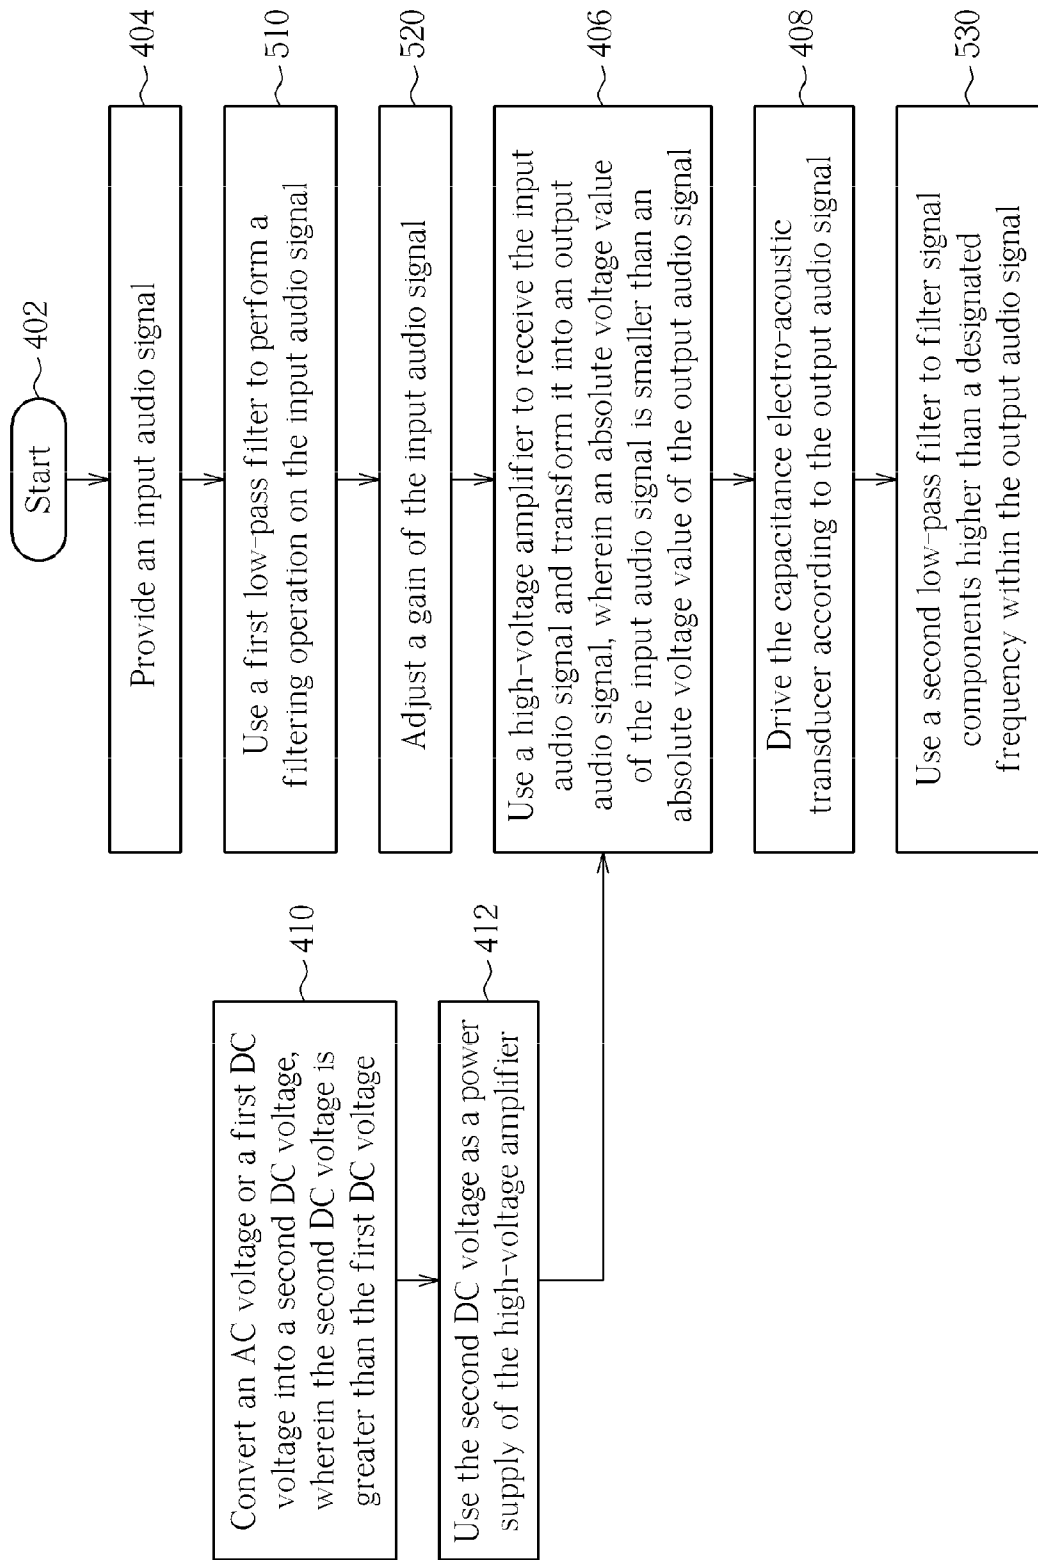 Start
402
Provide an input audio signal
404
Use a first low-pass filter to perform a
filtering operation on the input audio signal
510
Adjust a gain of the input audio signal
520
Use a high-voltage amplifier to receive the input
audio signal and transform it into an output
audio signal, wherein an absolute voltage value
of the input audio signal is smaller than an
absolute voltage value of the output audio signal
406
Drive the capacitance electro-acoustic
transducer according to the output audio signal
408
Use a second low-pass filter to filter signal
components higher than a designated
frequency within the output audio signal
530
Convert an AC voltage or a first DC
voltage into a second DC voltage,
wherein the second DC voltage is
greater than the first DC voltage
410
Use the second DC voltage as a power
supply of the high-voltage amplifier
412